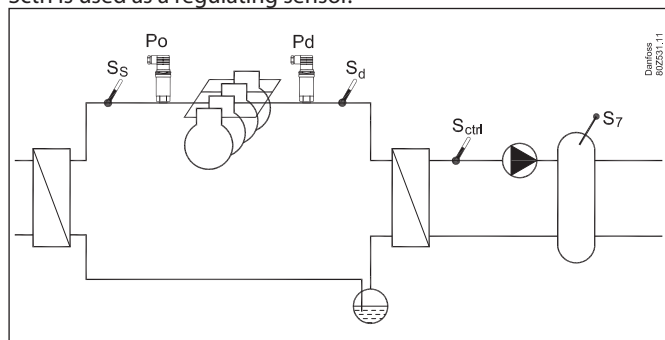 Sctrl is used as a regulating sensor.
Po
Pd
Ss
Sd
Sctrl
S7
Danfoss
80Z531.11